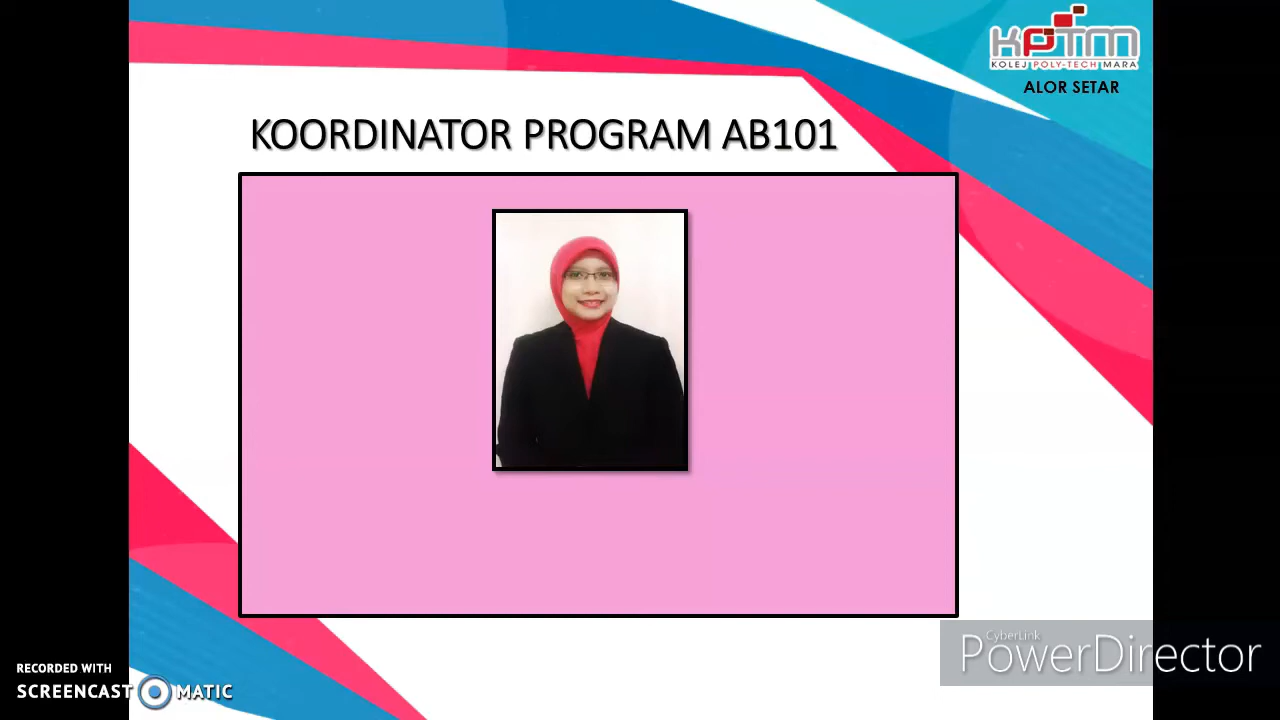 KPTM
KOLEJ POLY-TECH MARA
ALOR SETAR
KOORDINATOR PROGRAM AB101
CyberLink
PowerDirector
RECORDED WITH
SCREENCAST MATIC